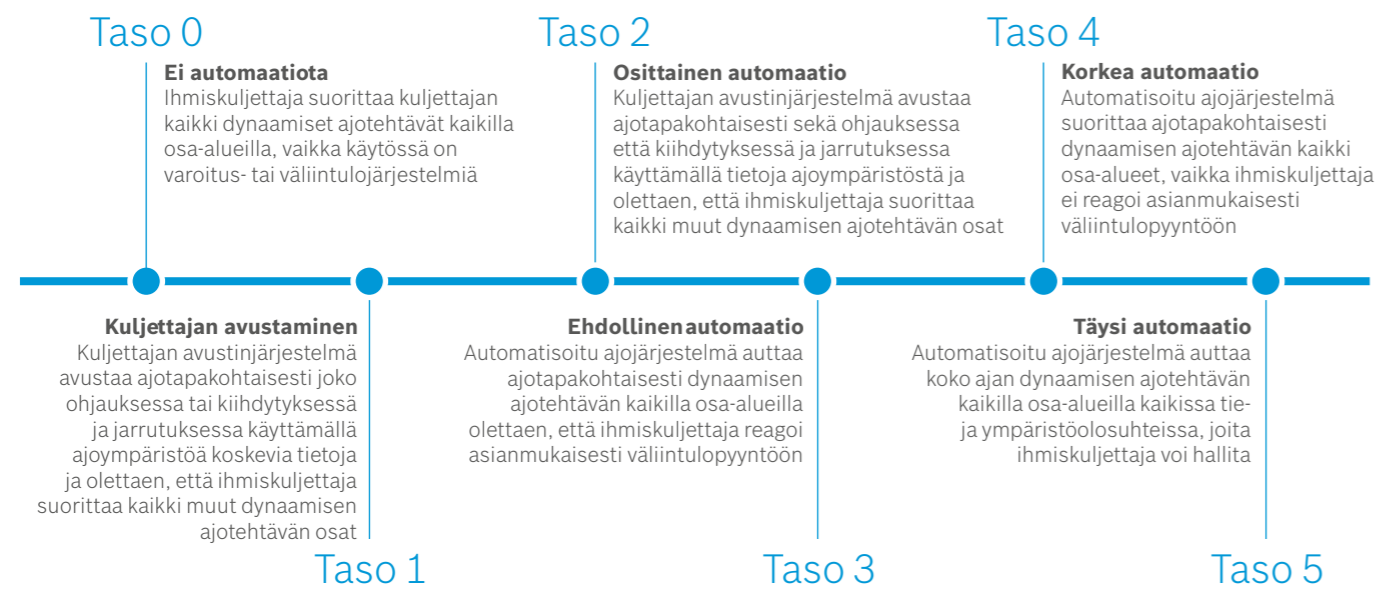 Taso 0
Ei automaatiota
Ihmiskuljettaja suorittaa kuljettajan
kaikki dynaamiset ajotehtävät kaikilla
osa-alueilla, vaikka käytössä on
varoitus- tai väliintulojärjestelmiä
Taso 2
Osittainen automaatio
Kuljettajan avustinjärjestelmä avustaa
ajotapakohtaisesti sekä ohjauksessa
että kiihdytyksessä ja jarrutuksessa
käyttämällä tietoja ajoympäristöstä ja
olettaen, että ihmiskuljettaja suorittaa
kaikki muut dynaamisen ajotehtävän osat
Taso 4
Korkea automaatio
Automatisoitu ajojärjestelmä
suorittaa ajotapakohtaisesti
dynaamisen ajotehtävän kaikki
osa-alueet, vaikka ihmiskuljettaja
ei reagoi asianmukaisesti
väliintulopyyntöön
Kuljettajan avustaminen
Kuljettajan avustinjärjestelmä
avustaa ajotapakohtaisesti joko
ohjauksessa tai kiihdytyksessä
ja jarrutuksessa käyttämällä
ajoympäristöä koskevia tietoja
ja olettaen, että ihmiskuljettaja
suorittaa kaikki muut dynaamisen
ajotehtävän osat
Taso 1
Ehdollinen automaatio
Automatisoitu ajojärjestelmä auttaa
ajotapakohtaisesti dynaamisen
ajotehtävän kaikilla osa-alueilla
olettaen, että ihmiskuljettaja reagoi
asianmukaisesti väliintulopyyntöön
Taso 3
Täysi automaatio
Automatisoitu ajojärjestelmä auttaa
koko ajan dynaamisen ajotehtävän
kaikilla osa-alueilla kaikissa tie-
ja ympäristöolosuhteissa, joita
ihmiskuljettaja voi hallita
Taso 5